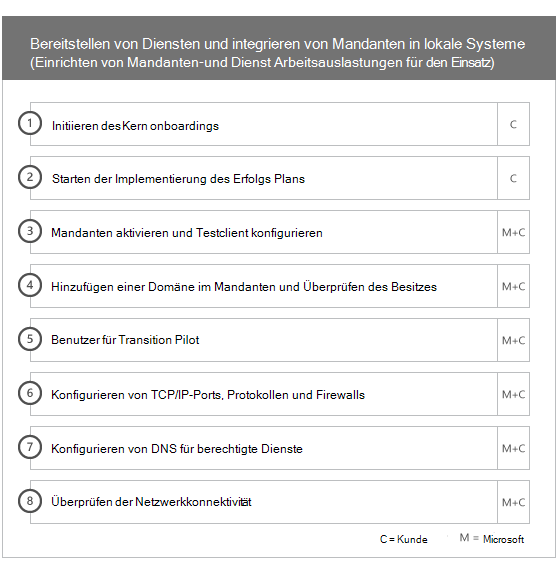 Bereitstellen von Diensten und integrieren von Mandanten in lokale Systeme
(Einrichten von Mandanten-und Dienst Arbeitsauslastungen für den Einsatz)
1 Initiieren des Kern onboardings C
2 Starten der Implementierung des Erfolgs Plans C
3 Mandanten aktivieren und Testclient konfigurieren M+C
4 Hinzufügen einer Domäne im Mandanten und Überprüfen des Besitzes M+C
5 Benutzer für Transition Pilot M+C
6 Konfigurieren von TCP/IP-Ports, Protokollen und Firewalls M+C
7 Konfigurieren von DNS für berechtigte Dienste M+C
8 Überprüfen der Netzwerkkonnektivität M+C
C = Kunde M = Microsoft